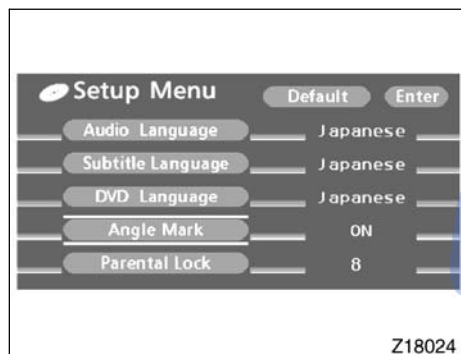 Setup Menu Default Enter
Audio Language Japanese
Subtitle Language Japanese
DVD Language Japanese
Angle Mark ON
Parental Lock 8
Z18024